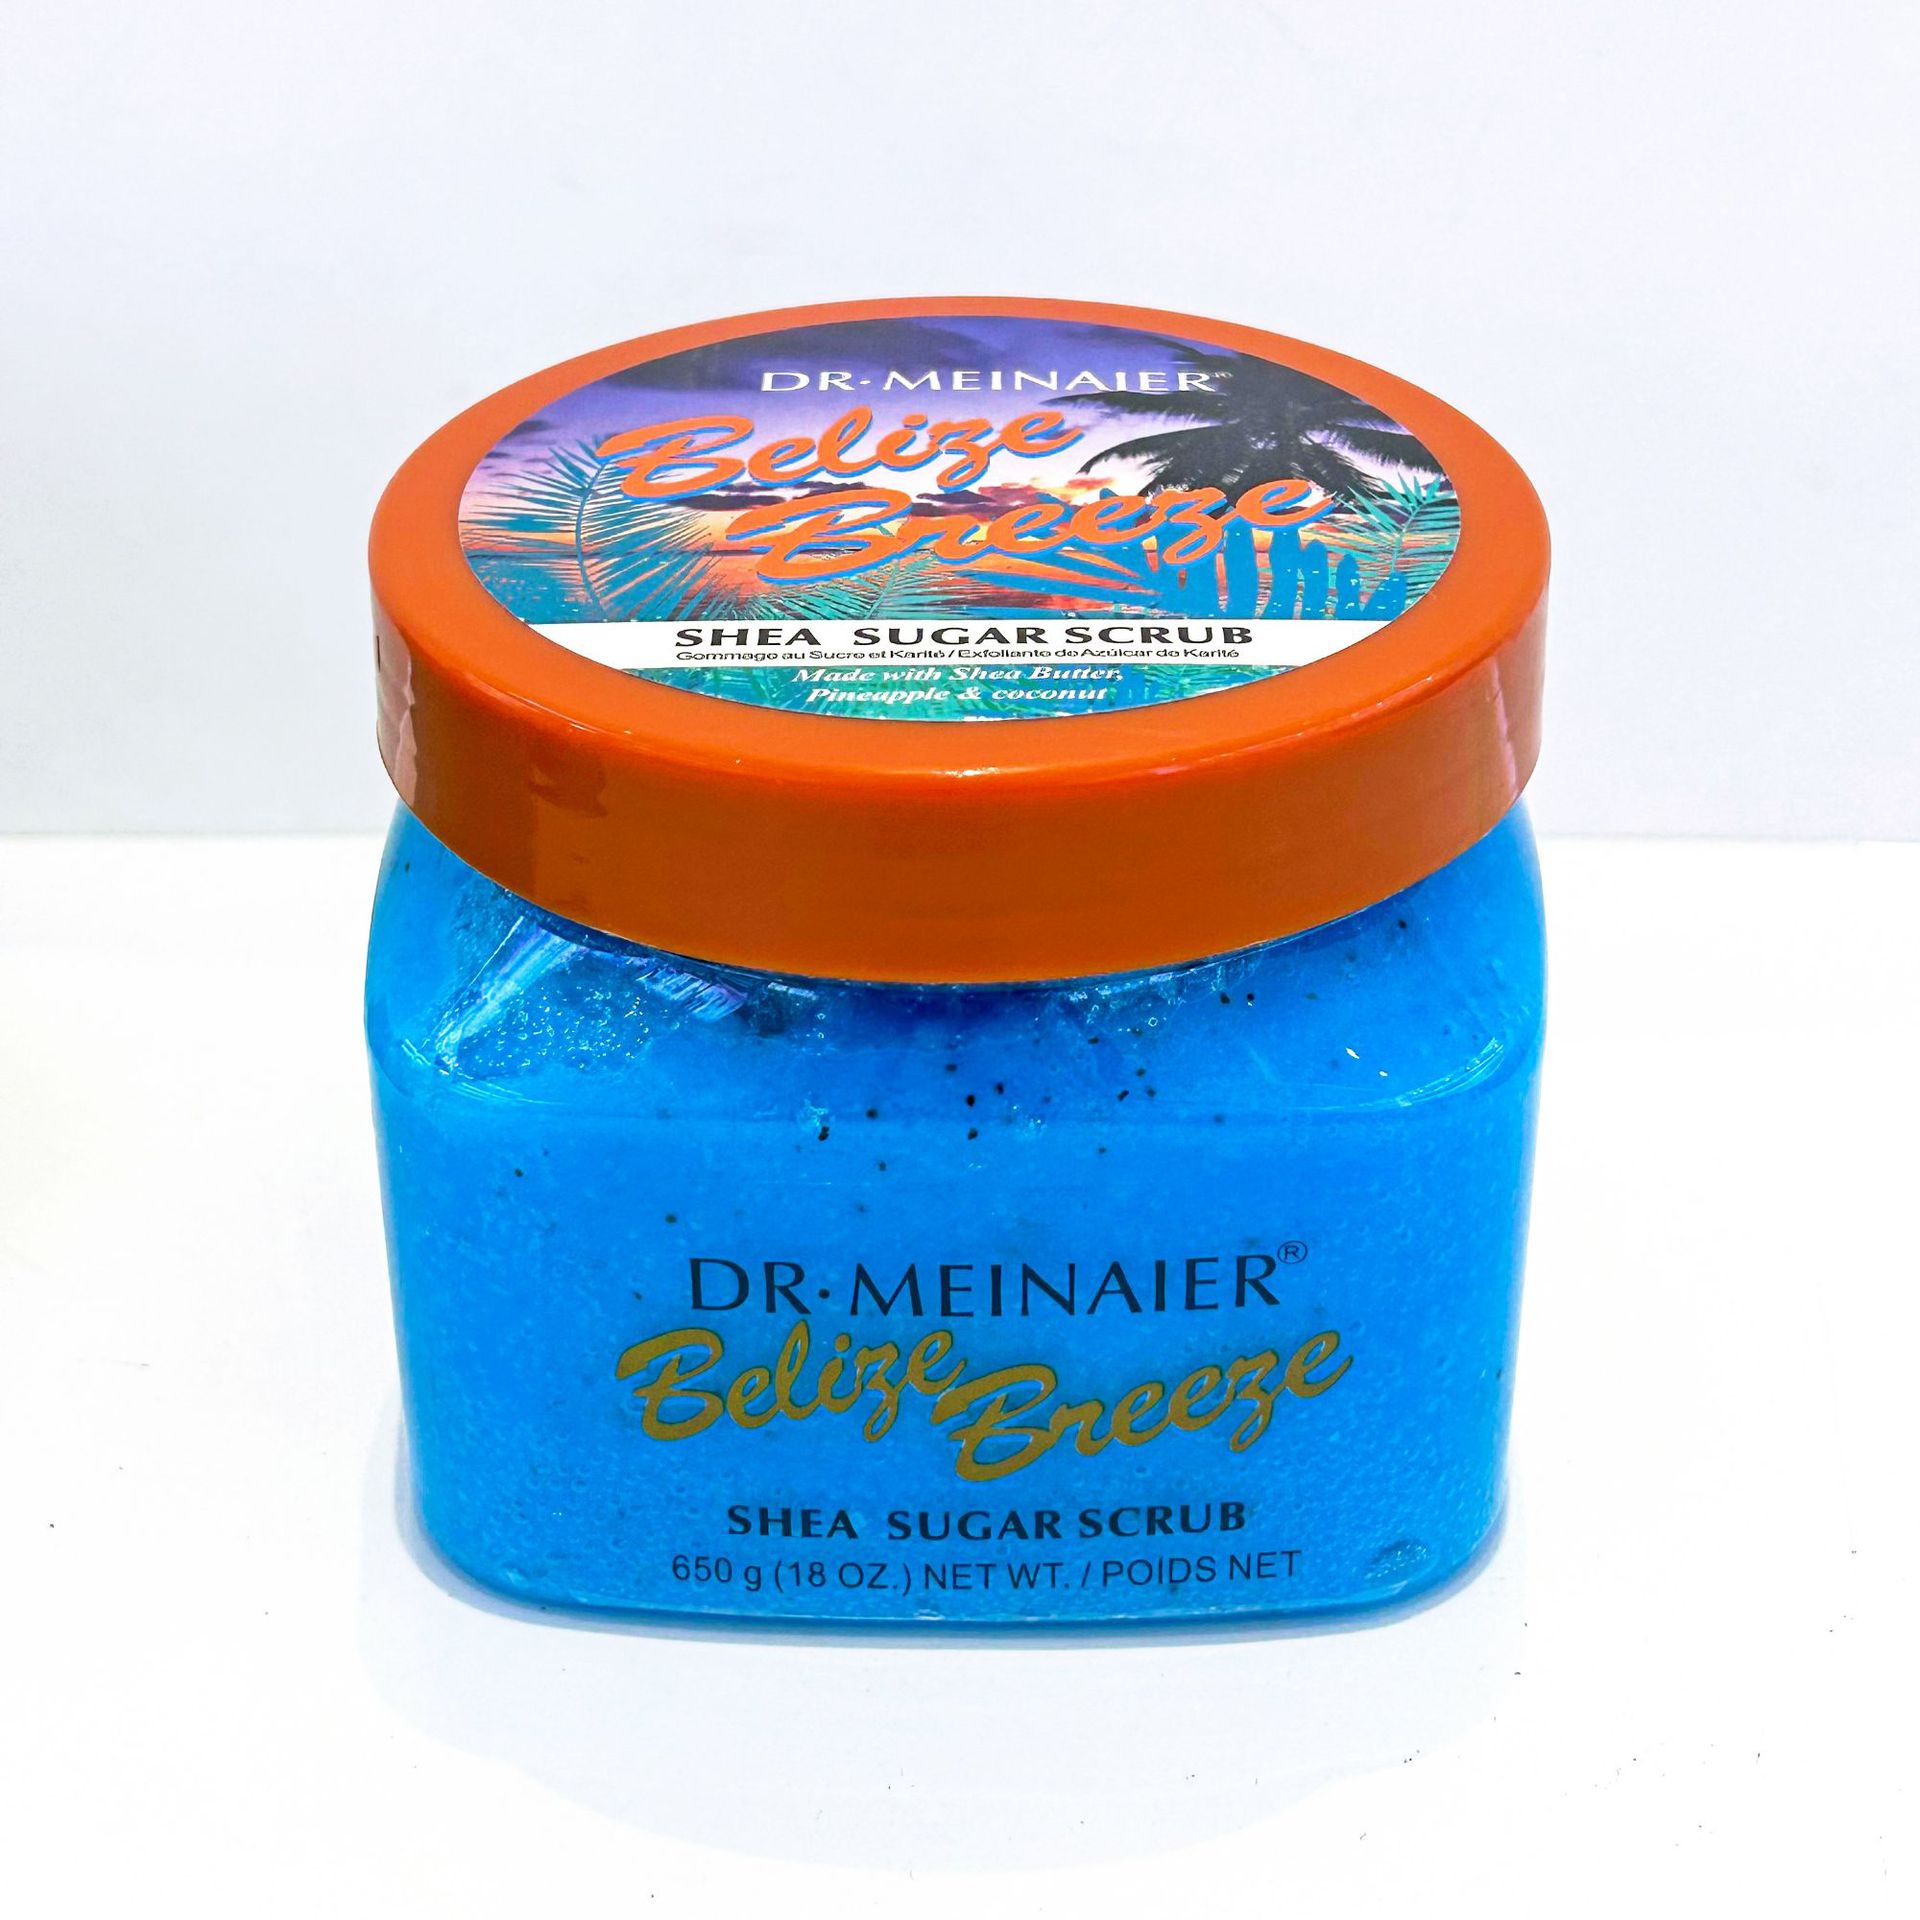 DR·MEINAIER®
Belize
Breeze
SHEA SUGAR SCRUB
Gommage au Sucre et Karité / Exfoliante de Azúlcar de Karité
Made with Shea Butter,
Pineapple & coconut
DR·MEINAIER®
Belize Breeze
SHEA SUGAR SCRUB
650 g (18 OZ.) NET WT. / POIDS NET